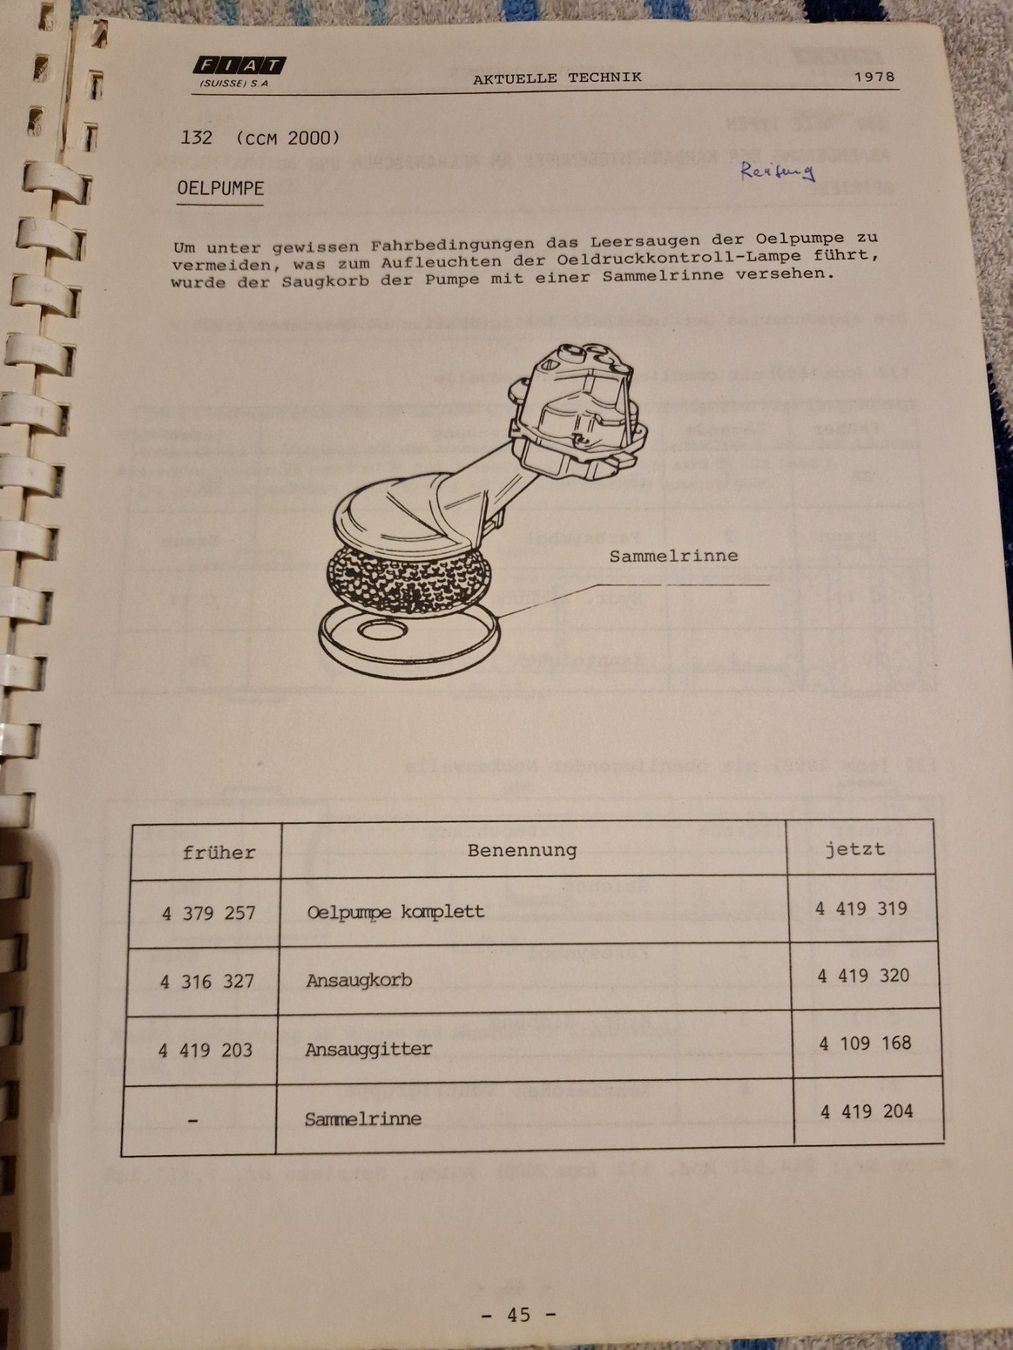 FIAT
(SUISSE) S.A
AKTUELLE TECHNIK
1978
132 (CCM 2000)
OELPUMPE
Um unter gewissen Fahrbedingungen das Leersaugen der Oelpumpe zu
vermeiden, was zum Aufleuchten der Oeldruckkontroll-Lampe führt,
wurde der Saugkorb der Pumpe mit einer Sammelrinne versehen.
Sammelrinne
früher Benennung jetzt
4 379 257 Oelpumpe komplett 4 419 319
4 316 327 Ansaugkorb 4 419 320
4 419 203 Ansauggitter 4 109 168
- Sammelrinne 4 419 204
- 45 -